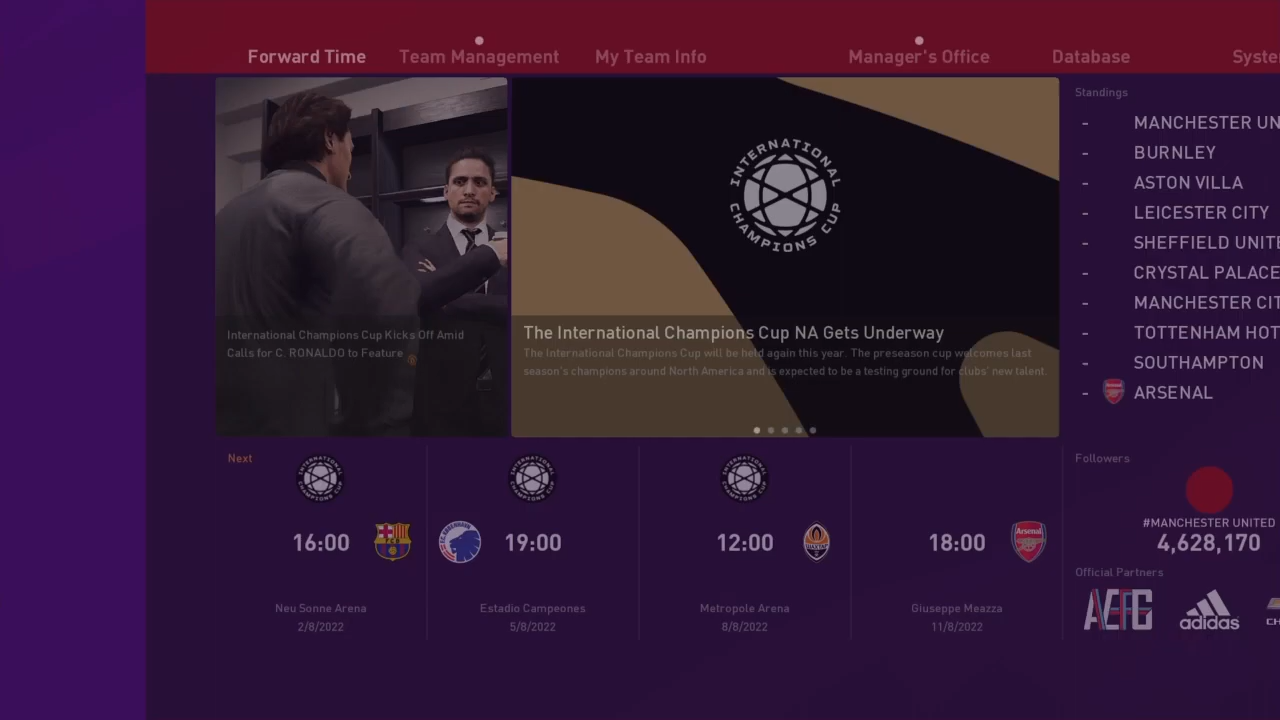 Forward Time
Team Management
My Team Info
Manager's Office
Database
Syste
INTERNATIONAL
CHAMPIONS CUP
International Champions Cup Kicks Off Amid
Calls for C. RONALDO to Feature
The International Champions Cup NA Gets Underway
The International Champions Cup will be held again this year. The preseason cup welcomes last
season's champions around North America and is expected to be a testing ground for clubs' new talent.
Standings
- MANCHESTER UN
- BURNLEY
- ASTON VILLA
- LEICESTER CITY
- SHEFFIELD UNITE
- CRYSTAL PALACE
- MANCHESTER CIT
- TOTTENHAM HOT
- SOUTHAMPTON
- ARSENAL
Next
16:00
Neu Sonne Arena
2/8/2022
19:00
Estadio Campeones
5/8/2022
12:00
Metropole Arena
8/8/2022
Arsenal
18:00
Giuseppe Meazza
11/8/2022
Followers
#MANCHESTER UNITED
4,628,170
Official Partners
adidas
CH